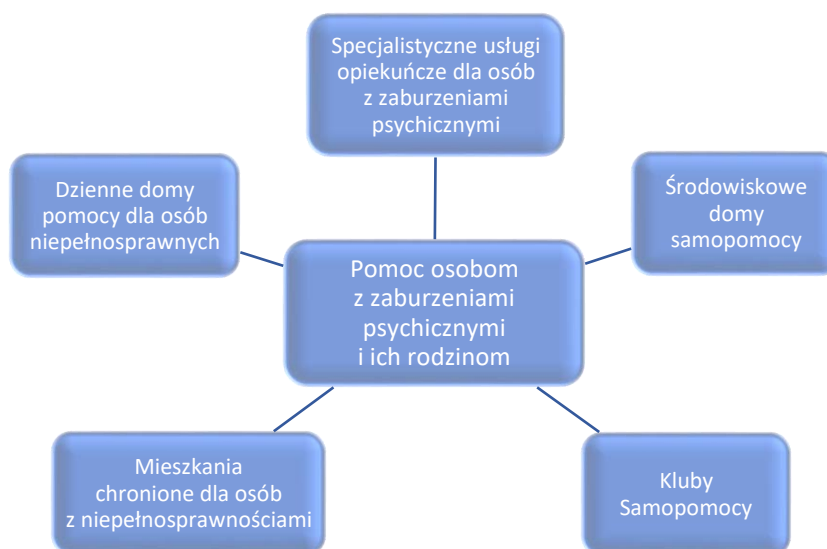 Specjalistyczne usługi
opiekuńcze dla osób
z zaburzeniami
psychicznymi
Dzienne domy
pomocy dla osób
niepełnosprawnych
Środowiskowe
domy
samopomocy
Pomoc osobom
z zaburzeniami
psychicznymi
i ich rodzinom
Mieszkania
chronione dla osób
z niepełnosprawnościami
Kluby
Samopomocy